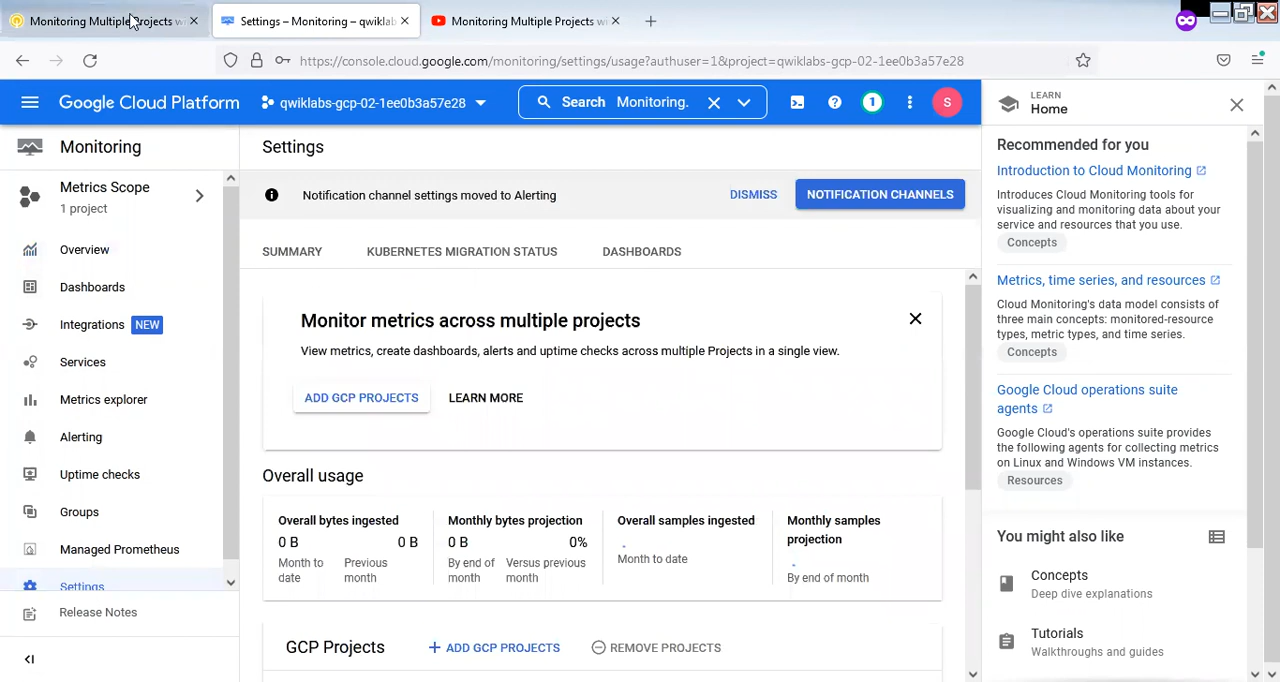 Monitoring Multiple Projects wi
Settings – Monitoring – qwiklab
Monitoring Multiple Projects wi
https://console.cloud.google.com/monitoring/settings/usage?authuser=1&project=qwiklabs-gcp-02-1ee0b3a57e28
Google Cloud Platform
qwiklabs-gcp-02-1ee0b3a57e28
Search Monitoring.
1
S
LEARN
Home
Monitoring
Metrics Scope
1 project
Overview
Dashboards
Integrations NEW
Services
Metrics explorer
Alerting
Uptime checks
Groups
Managed Prometheus
Settings
Release Notes
Settings
Notification channel settings moved to Alerting
DISMISS
NOTIFICATION CHANNELS
SUMMARY
KUBERNETES MIGRATION STATUS
DASHBOARDS
Monitor metrics across multiple projects
View metrics, create dashboards, alerts and uptime checks across multiple Projects in a single view.
ADD GCP PROJECTS
LEARN MORE
Overall usage
Overall bytes ingested
0 B
0 B
Month to
date
Previous
month
Monthly bytes projection
0 B
0%
By end of
month
Versus previous
month
Overall samples ingested
-
Month to date
Monthly samples
projection
-
By end of month
GCP Projects
ADD GCP PROJECTS
REMOVE PROJECTS
Recommended for you
Introduction to Cloud Monitoring
Introduces Cloud Monitoring tools for
visualizing and monitoring data about your
service and resources that you use.
Concepts
Metrics, time series, and resources
Cloud Monitoring's data model consists of
three main concepts: monitored-resource
types, metric types, and time series.
Concepts
Google Cloud operations suite
agents
Google Cloud's operations suite provides
the following agents for collecting metrics
on Linux and Windows VM instances.
Resources
You might also like
Concepts
Deep dive explanations
Tutorials
Walkthroughs and guides